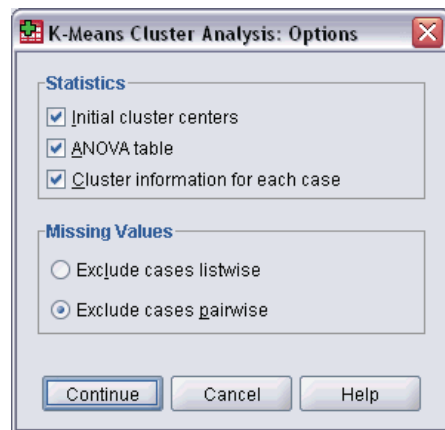 K-Means Cluster Analysis: Options
Statistics
Initial cluster centers
ANOVA table
Cluster information for each case
Missing Values
Exclude cases listwise
Exclude cases pairwise
Continue
Cancel
Help